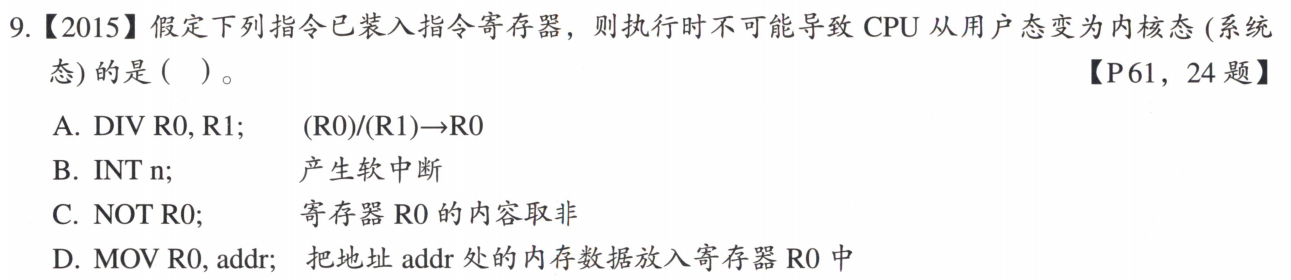 9.【2015】假定下列指令已装入指令寄存器，则执行时不可能导致 CPU 从用户态变为内核态 (系统
态) 的是 (　)。 【P61，24 题】
A. DIV R0, R1; (R0)/(R1)→R0
B. INT n; 产生软中断
C. NOT R0; 寄存器 R0 的内容取非
D. MOV R0, addr; 把地址 addr 处的内存数据放入寄存器 R0 中